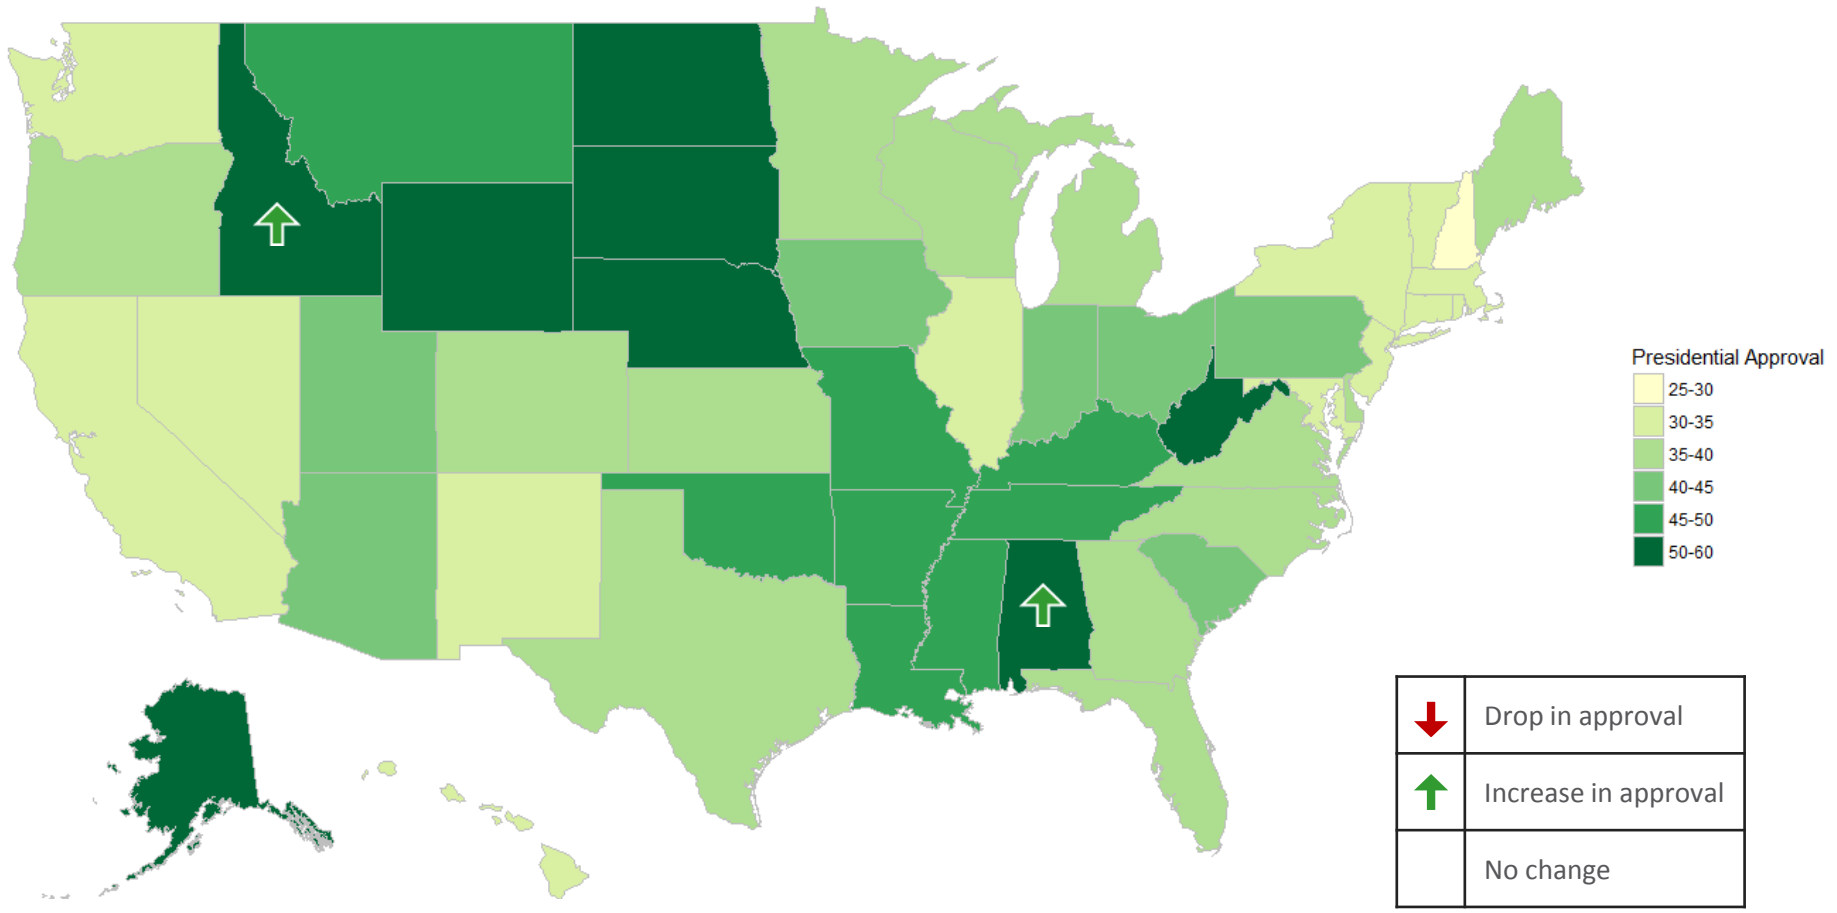 Presidential Approval
25-30
30-35
35-40
40-45
45-50
50-60
Drop in approval
Increase in approval
No change